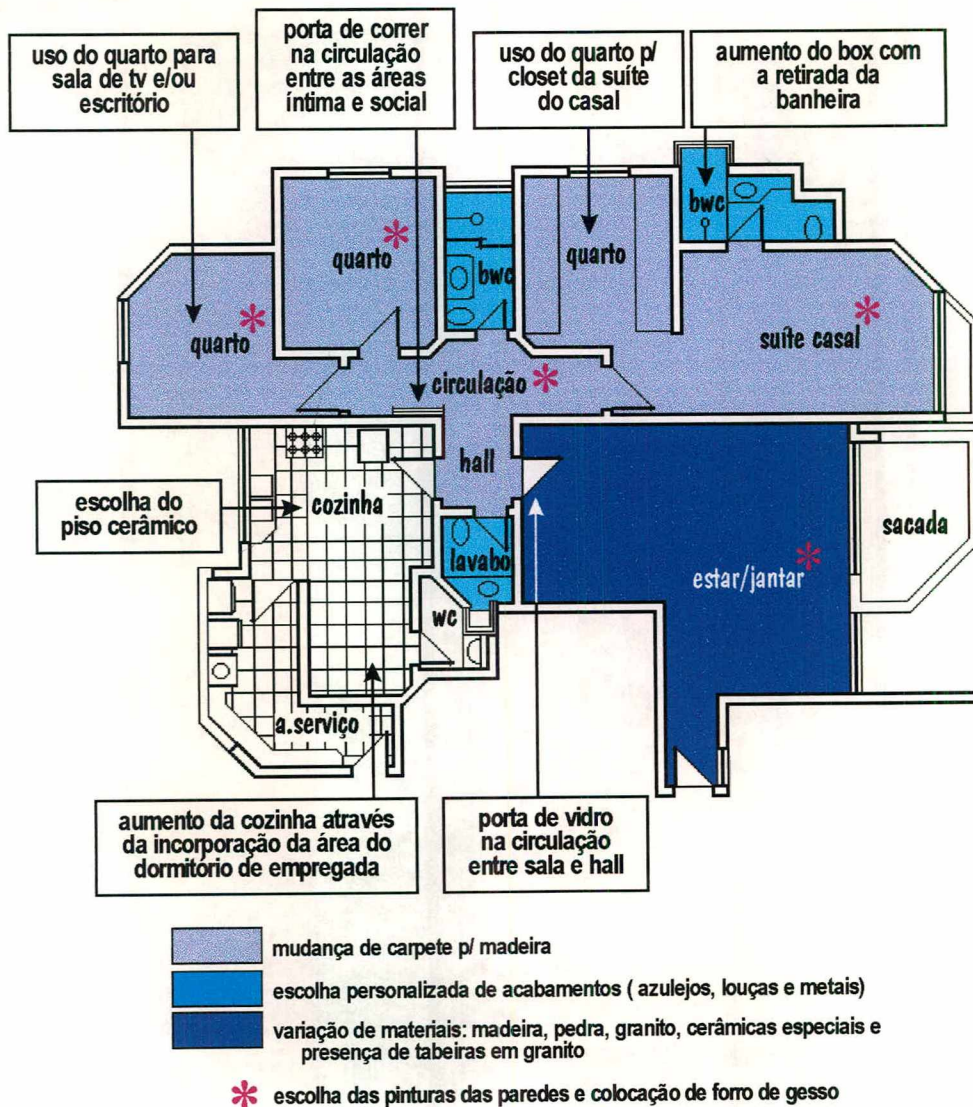 uso do quarto para
sala de tv e/ou
escritório
porta de correr
na circulação
entre as áreas
íntima e social
uso do quarto p/
closet da suíte
do casal
aumento do box com
a retirada da
banheira
bwc
quarto
bwc
quarto
quarto
suíte casal
circulação
hall
escolha do
piso cerâmico
cozinha
sacada
lavabo
estar/jantar
wc
a.serviço
aumento da cozinha através
da incorporação da área do
dormitório de empregada
porta de vidro
na circulação
entre sala e hall
mudança de carpete p/ madeira
escolha personalizada de acabamentos ( azulejos, louças e metais)
variação de materiais: madeira, pedra, granito, cerâmicas especiais e
presença de tabeiras em granito
* escolha das pinturas das paredes e colocação de forro de gesso